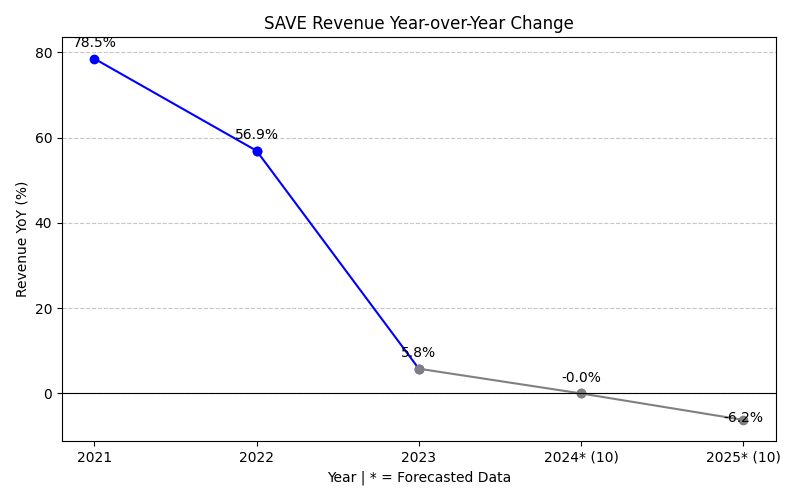 SAVE Revenue Year-over-Year Change
78.5%
80
60
56.9%
40
20
5.8%
0
-0.0%
-6.2%
Revenue YoY (%)
2021 2022 2023 2024* (10) 2025* (10)
Year | * = Forecasted Data